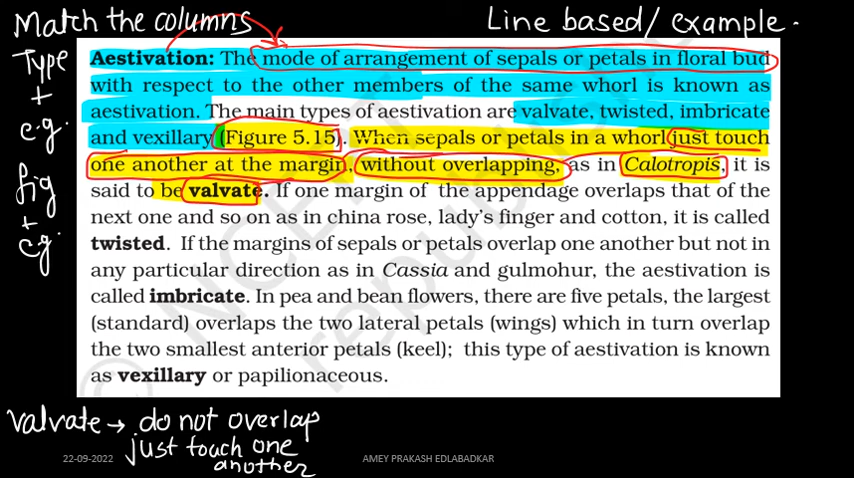 Match the columns
Line based/ example.
Type
+
e.g.
fig
+
eg.
Aestivation: The mode of arrangement of sepals or petals in floral bud
with respect to the other members of the same whorl is known as
aestivation. The main types of aestivation are valvate, twisted, imbricate
and vexillary (Figure 5.15). When sepals or petals in a whorl just touch
one another at the margin, without overlapping, as in Calotropis, it is
said to be valvate. If one margin of the appendage overlaps that of the
next one and so on as in china rose, lady's finger and cotton, it is called
twisted. If the margins of sepals or petals overlap one another but not in
any particular direction as in Cassia and gulmohur, the aestivation is
called imbricate. In pea and bean flowers, there are five petals, the largest
(standard) overlaps the two lateral petals (wings) which in turn overlap
the two smallest anterior petals (keel); this type of aestivation is known
as vexillary or papilionaceous.
valvate → do not overlap
just touch one
another
22-09-2022
AMEY PRAKASH EDLABADKAR